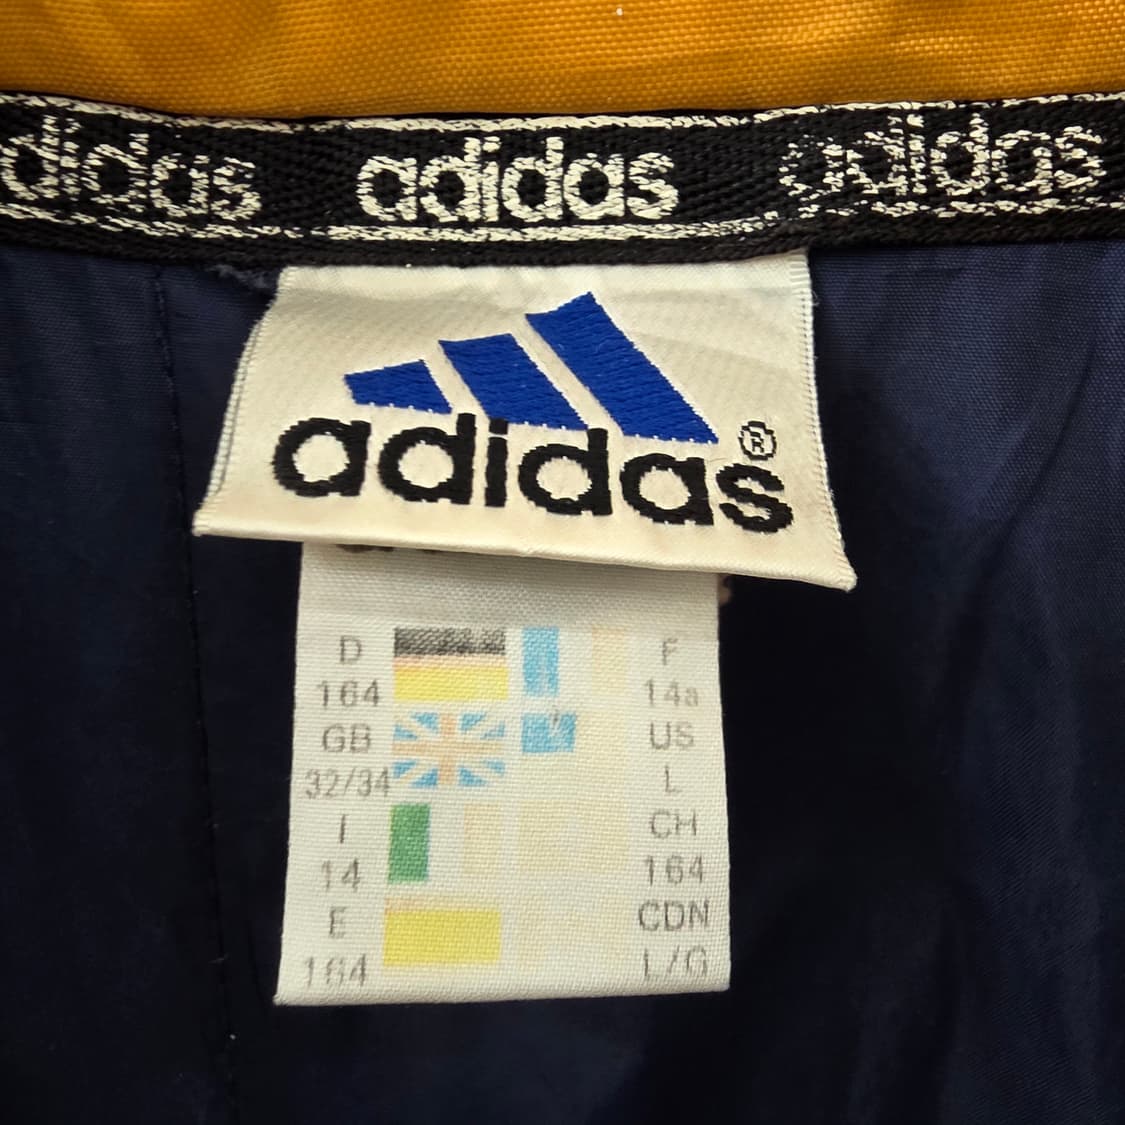 adidas adidas adidas
adidas®
D F
164 14a
GB US
32/34 L
I CH
14 164
E CDN
164 L/G